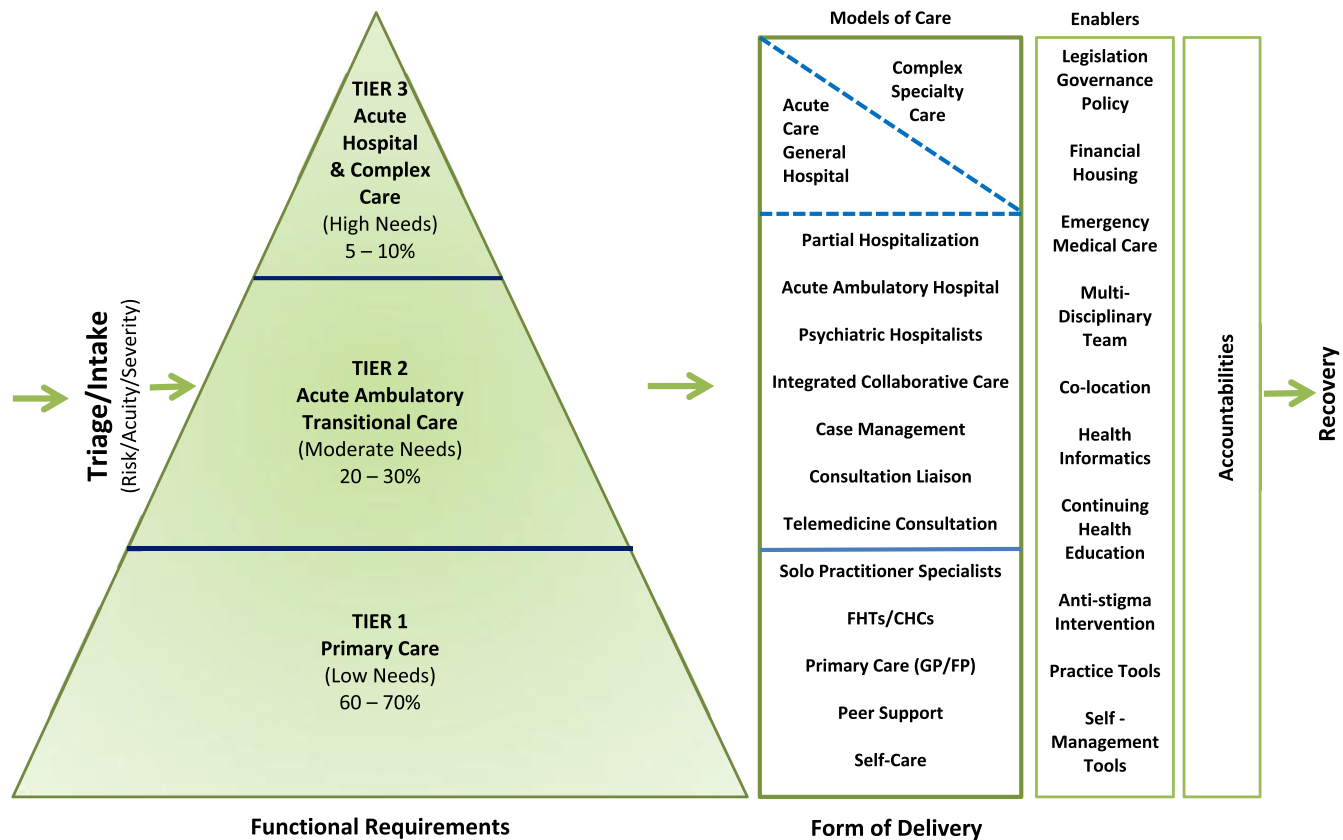 Triage/Intake
(Risk/Acuity/Severity)
TIER 3
Acute
Hospital
& Complex
Care
(High Needs)
5 – 10%
TIER 2
Acute Ambulatory
Transitional Care
(Moderate Needs)
20 – 30%
TIER 1
Primary Care
(Low Needs)
60 – 70%
Functional Requirements
Models of Care
Complex
Specialty
Care
Acute
Care
General
Hospital
Partial Hospitalization
Acute Ambulatory Hospital
Psychiatric Hospitalists
Integrated Collaborative Care
Case Management
Consultation Liaison
Telemedicine Consultation
Solo Practitioner Specialists
FHTs/CHCs
Primary Care (GP/FP)
Peer Support
Self-Care
Form of Delivery
Enablers
Legislation
Governance
Policy
Financial
Housing
Emergency
Medical Care
Multi-
Disciplinary
Team
Co-location
Health
Informatics
Continuing
Health
Education
Anti-stigma
Intervention
Practice Tools
Self -
Management
Tools
Accountabilities
Recovery